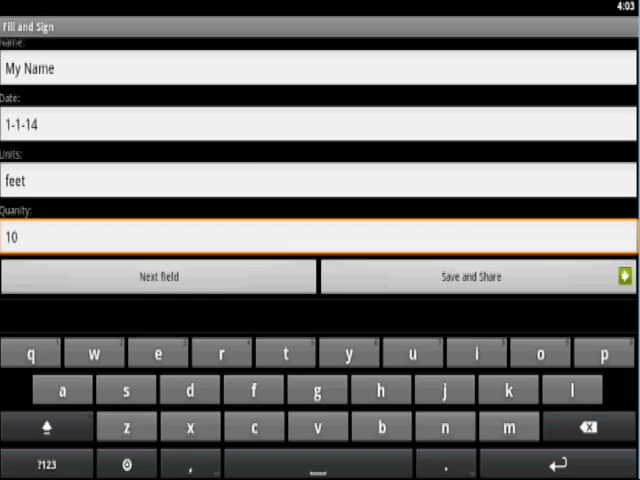 4:03
Fill and Sign
Name:
My Name
Date:
1-1-14
Units:
feet
Quanity:
10
Next field Save and Share
q w e r t y u i o p
a s d f g h j k l
z x c v b n m
?123 , .